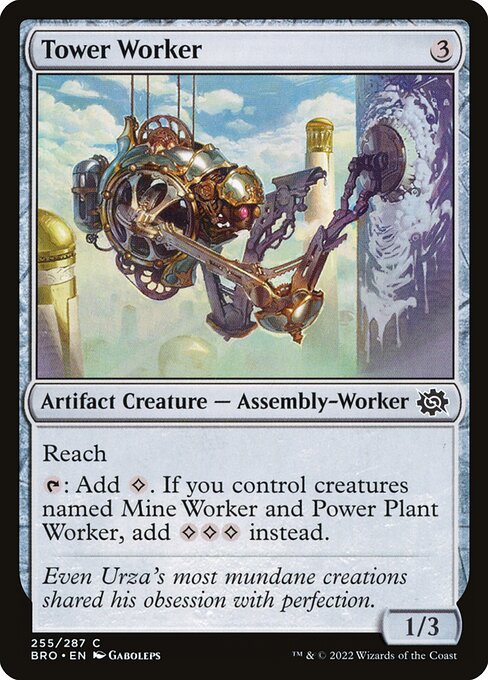 Tower Worker 3
Artifact Creature — Assembly-Worker
Reach
: Add . If you control creatures
named Mine Worker and Power Plant
Worker, add instead.
Even Urza's most mundane creations
shared his obsession with perfection.
1/3
255/287 C
BRO • EN Gaboleps
™ & © 2022 Wizards of the Coast